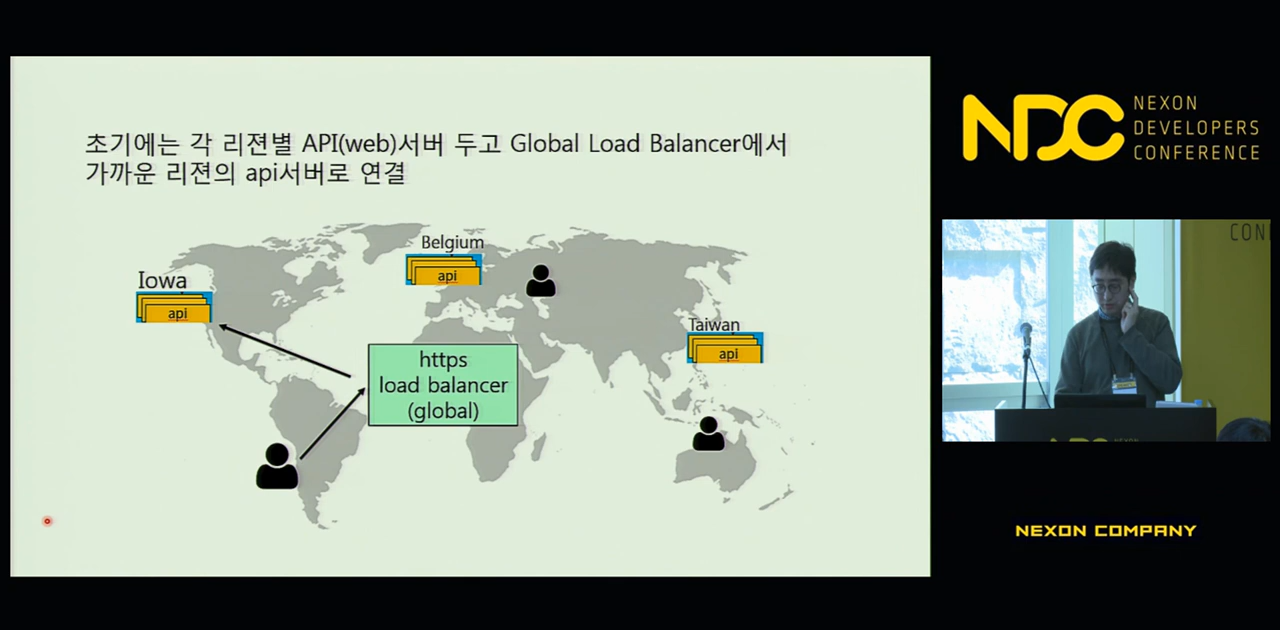 초기에는 각 리젼별 API(web)서버 두고 Global Load Balancer에서
가까운 리젼의 api서버로 연결
Belgium
api
Iowa
api
Taiwan
api
https
load balancer
(global)
NDC
NEXON
DEVELOPERS
CONFERENCE
CON
NEXON COMPANY